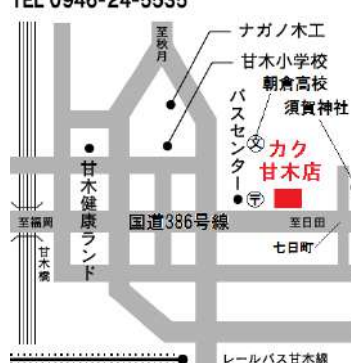 TEL 0946-24-5535
至秋月
ナガノ木工
甘木小学校
朝倉高校
須賀神社
バスセンター
文
カク
甘木店
〒
甘木健康ランド
至福岡
国道386号線
至日田
甘木橋
七日町
レールバス甘木線